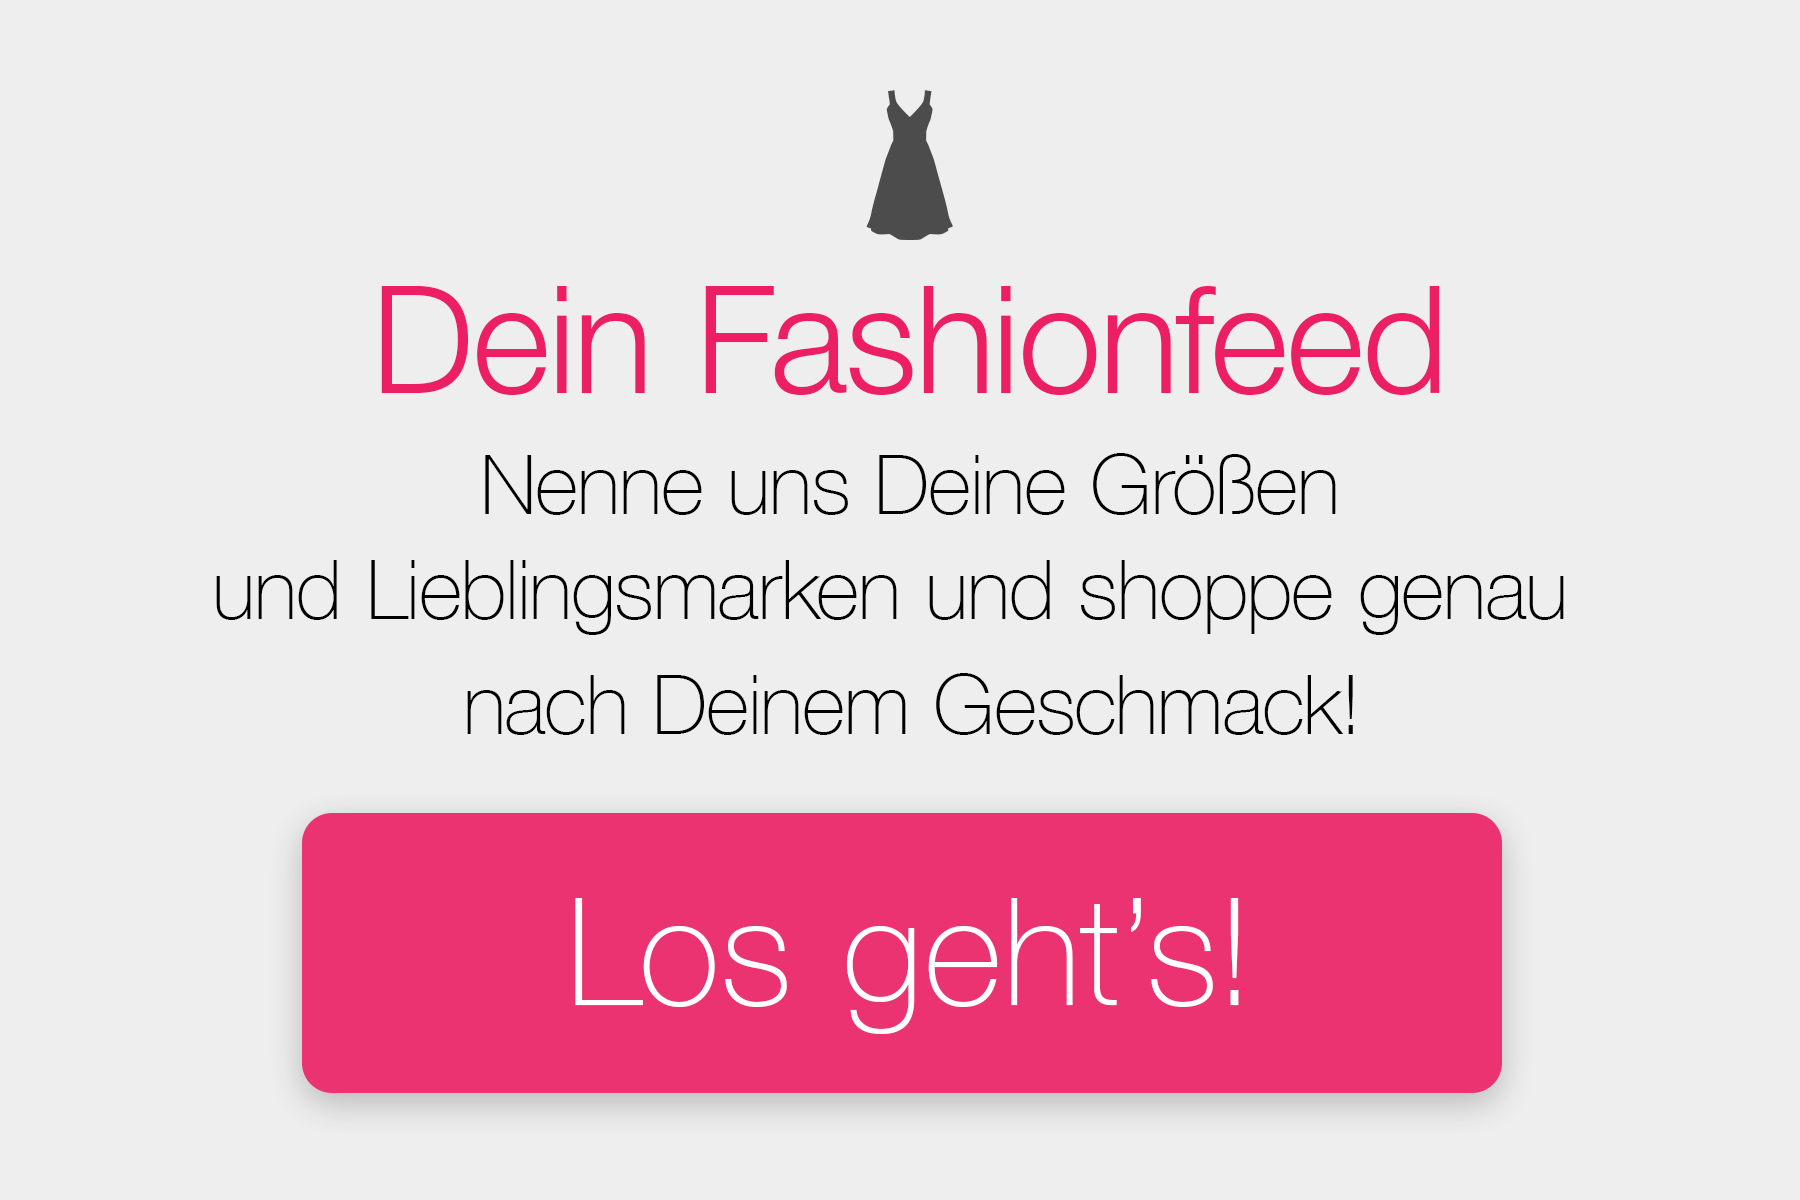 Dein Fashionfeed
Nenne uns Deine Größen
und Lieblingsmarken und shoppe genau
nach Deinem Geschmack!
Los geht’s!